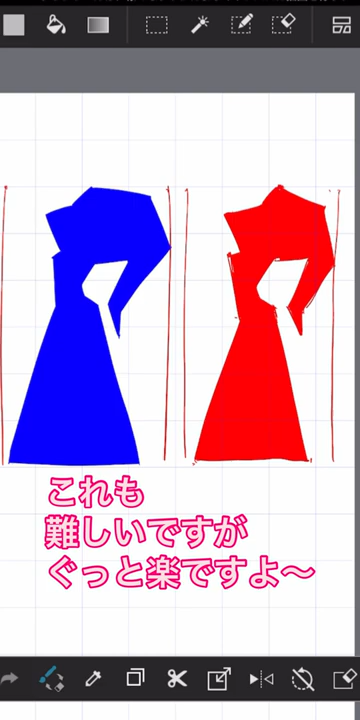 これも
難しいですが
ぐっと楽ですよ〜